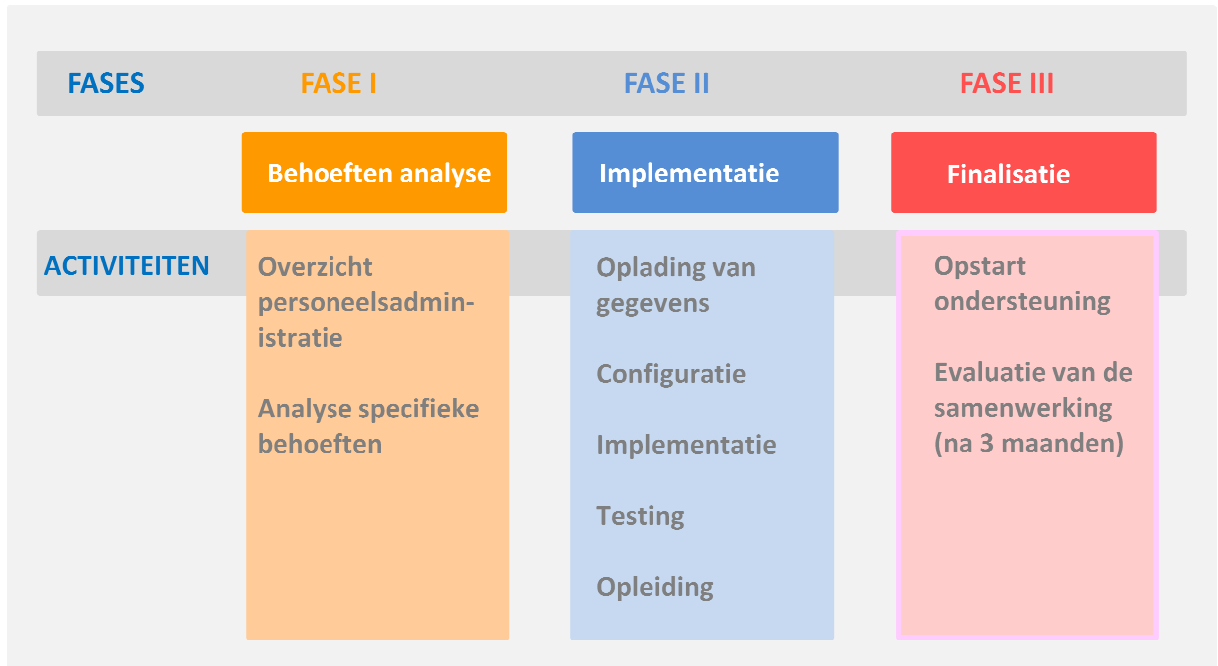 FASES FASE I FASE II FASE III
Behoeften analyse Implementatie Finalisatie
ACTIVITEITEN
Overzicht
personeelsadmin-
istratie
Analyse specifieke
behoeften
Oplading van
gegevens
Configuratie
Implementatie
Testing
Opleiding
Opstart
ondersteuning
Evaluatie van de
samenwerking
(na 3 maanden)